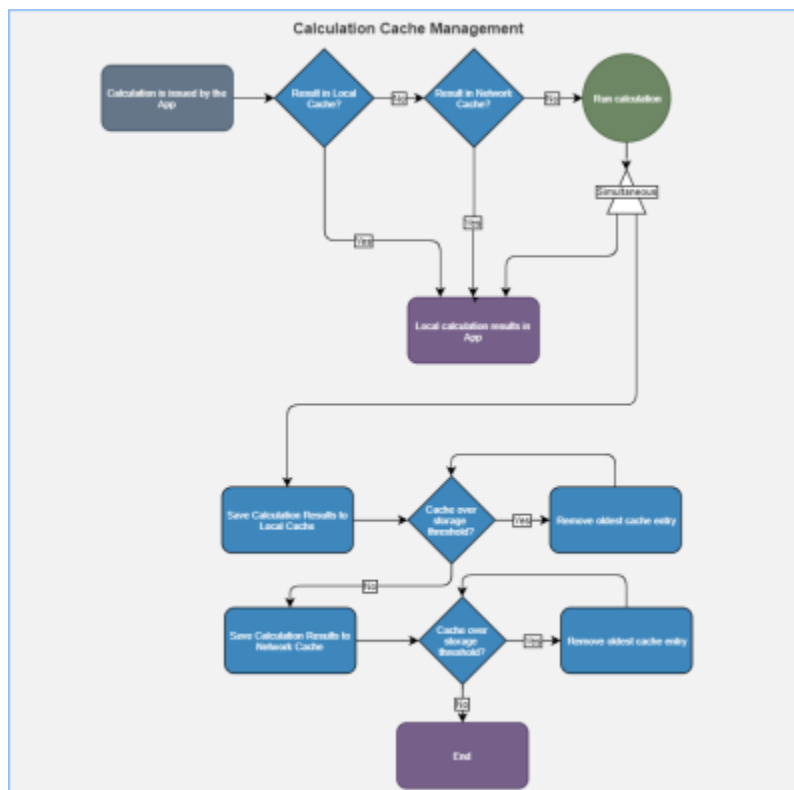 Calculation Cache Management
Calculation is issued by the
App
Result in Local
Cache?
No
Result in Network
Cache?
No
Run calculation
Simultaneous
Yes
Yes
Local calculation results in
App
Save Calculation Results to
Local Cache
Cache over
storage
threshold?
Yes
Remove oldest cache entry
No
Save Calculation Results to
Network Cache
Cache over
storage
threshold?
Yes
Remove oldest cache entry
No
End